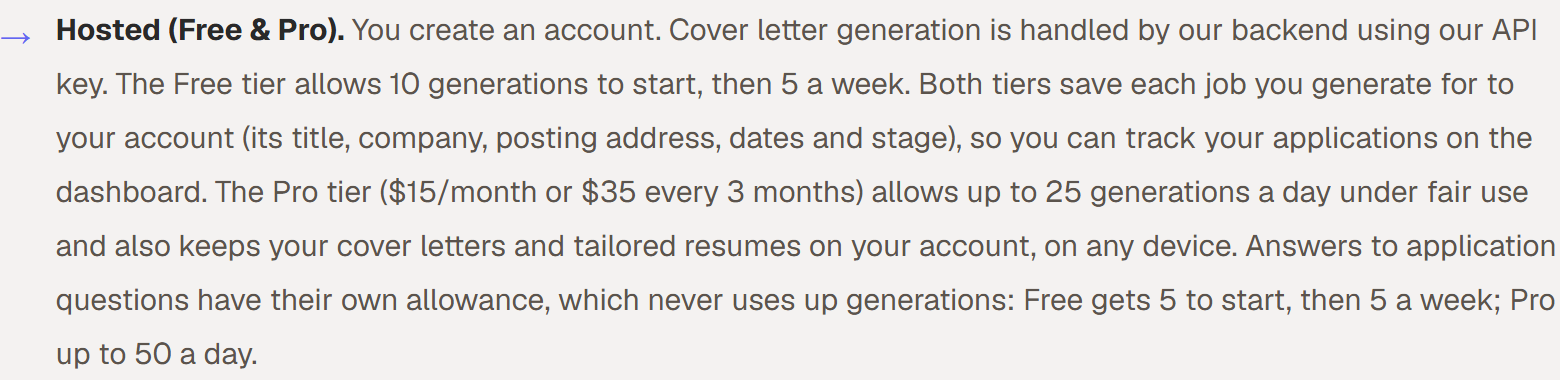 → Hosted (Free & Pro). You create an account. Cover letter generation is handled by our backend using our API
key. The Free tier allows 10 generations to start, then 5 a week. Both tiers save each job you generate for to
your account (its title, company, posting address, dates and stage), so you can track your applications on the
dashboard. The Pro tier ($15/month or $35 every 3 months) allows up to 25 generations a day under fair use
and also keeps your cover letters and tailored resumes on your account, on any device. Answers to application
questions have their own allowance, which never uses up generations: Free gets 5 to start, then 5 a week; Pro
up to 50 a day.